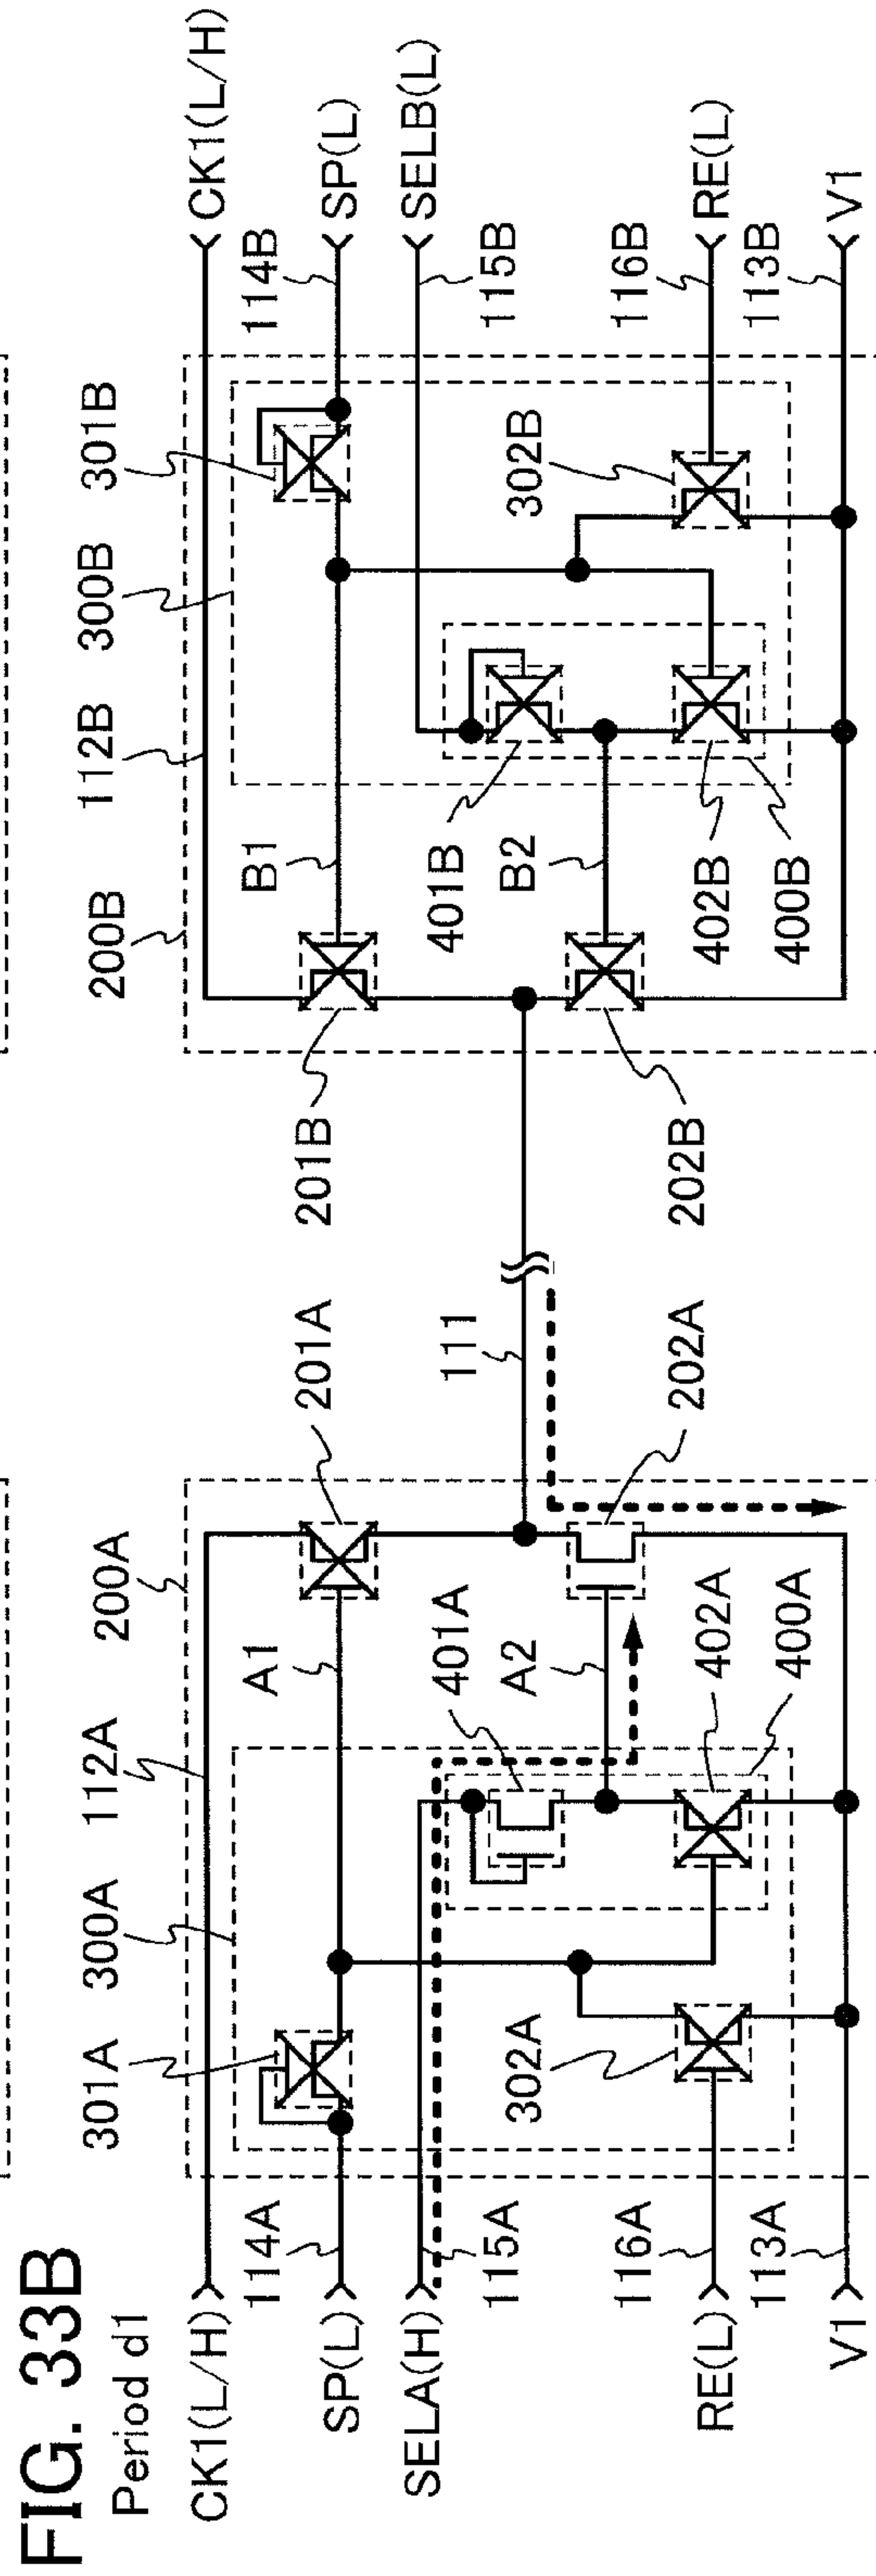 FIG. 33B
Period d1
CK1(L/H)
SP(L)
SELA(H)
RE(L)
V1
114A
115A
116A
113A
301A
300A
112A
200A
302A
A1
401A
A2
402A
400A
201A
111
202A
201B
202B
200B
112B
300B
301B
B1
401B
B2
402B
400B
302B
114B
115B
116B
113B
CK1(L/H)
SP(L)
SELB(L)
RE(L)
V1